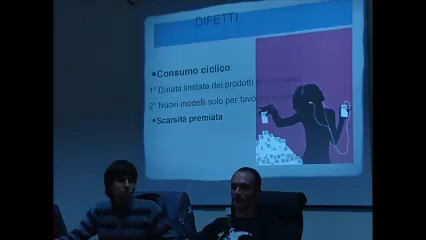 DIFETTI
●Consumo ciclico:
1° Durata limitata dei prodotti
2° Nuovi modelli solo per favo
●Scarsità premiata